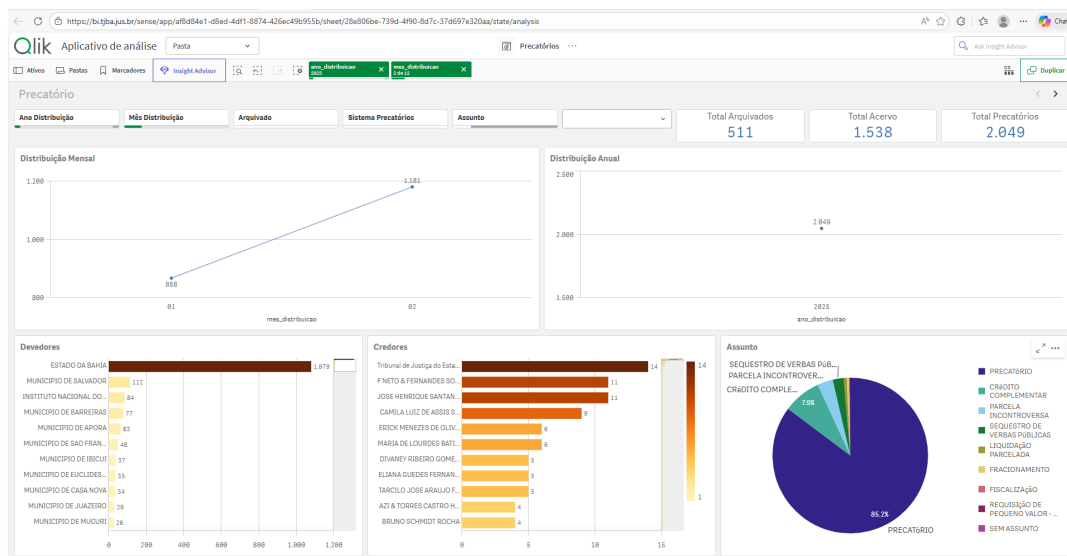 https://bi.tjba.jus.br/sense/app/af8d84e1-d8ed-4df1-8874-426ec49b955b/sheet/28e806be-739d-4f90-8d7c-37d697e320aa/state/analysis
Chat
Qlik Aplicativo de análise Pasta Precatórios ... Ask Insight Advisor
Ativos Pastas Marcadores Insight Advisor ano_distribuicao mes_distribuicao Duplicar
2025 2 de 12
Precatório
Ano Distribuição Mês Distribuição Arquivado Sistema Precatórios Assunto Total Arquivados Total Acervo Total Precatórios
511 1.538 2.049
Distribuição Mensal
1.200
1.181
1.000
868
800
01 02
mes_distribuicao
Distribuição Anual
2.500
2.049
2.000
1.500
2025
ano_distribuicao
Devedores
ESTADO DA BAHIA 1.079
MUNICIPIO DE SALVADOR 112
INSTITUTO NACIONAL DO... 84
MUNICIPIO DE BARREIRAS 77
MUNICIPIO DE APORA 63
MUNICIPIO DE SAO FRAN... 48
MUNICIPIO DE IBICUI 37
MUNICIPIO DE EUCLIDES... 35
MUNICIPIO DE CASA NOVA 34
MUNICIPIO DE JUAZEIRO 29
MUNICIPIO DE MUCURI 26
0 200 400 600 800 1.000 1.200
Credores
Tribunal de Justiça do Esta... 14
F NETO & FERNANDES SO... 11
JOSE HENRIQUE SANTAN... 11
CAMILA LUIZ DE ASSIS S... 9
ERICK MENEZES DE OLIV... 6
MARIA DE LOURDES BATI... 6
DIVANEY RIBEIRO GOME... 5
ELIANA GUEDES FERNAN... 5
TARCILO JOSE ARAUJO F... 5
AZI & TORRES CASTRO H... 4
BRUNO SCHMIDT ROCHA 4
0 5 10 15
14
1
Assunto
SEQUESTRO DE VERBAS PúB...
PARCELA INCONTROVER...
CRéDITO COMPLE...
7.9%
85.2%
PRECATóRIO
PRECATóRIO
CRéDITO
COMPLEMENTAR
PARCELA
INCONTROVERSA
SEQUESTRO DE
VERBAS PúBLICAS
LIQUIDAçãO
PARCELADA
FRACIONAMENTO
FISCALIZAçãO
REQUISIçãO DE
PEQUENO VALOR - ...
SEM ASSUNTO